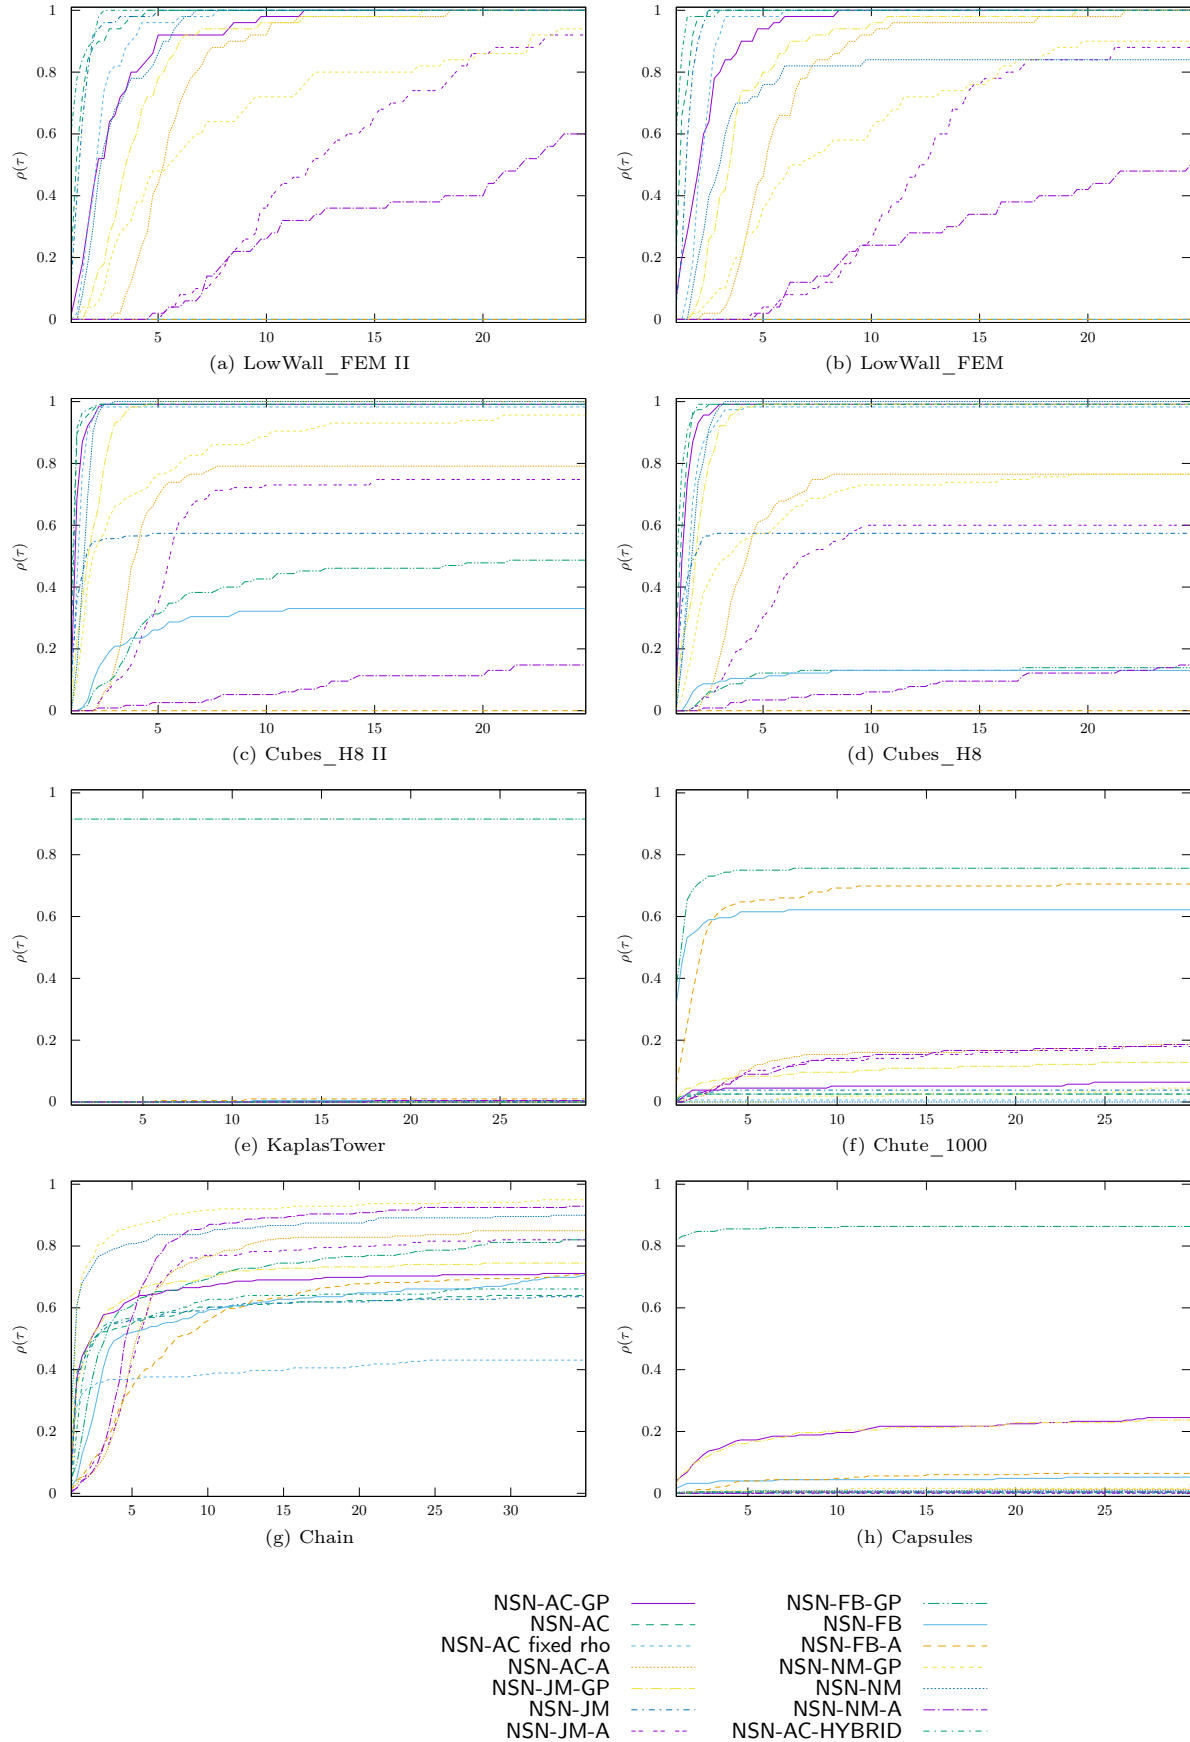 1
0.8
0.6
0.4
0.2
0
ρ(τ)
5 10 15 20
(a) LowWall_FEM II
1
0.8
0.6
0.4
0.2
0
ρ(τ)
5 10 15 20
(b) LowWall_FEM
1
0.8
0.6
0.4
0.2
0
ρ(τ)
5 10 15 20
(c) Cubes_H8 II
1
0.8
0.6
0.4
0.2
0
ρ(τ)
5 10 15 20
(d) Cubes_H8
1
0.8
0.6
0.4
0.2
0
ρ(τ)
5 10 15 20 25
(e) KaplasTower
1
0.8
0.6
0.4
0.2
0
ρ(τ)
5 10 15 20 25
(f) Chute_1000
1
0.8
0.6
0.4
0.2
0
ρ(τ)
5 10 15 20 25 30
(g) Chain
1
0.8
0.6
0.4
0.2
0
ρ(τ)
5 10 15 20 25
(h) Capsules
NSN-AC-GP
NSN-AC
NSN-AC fixed rho
NSN-AC-A
NSN-JM-GP
NSN-JM
NSN-JM-A
NSN-FB-GP
NSN-FB
NSN-FB-A
NSN-NM-GP
NSN-NM
NSN-NM-A
NSN-AC-HYBRID